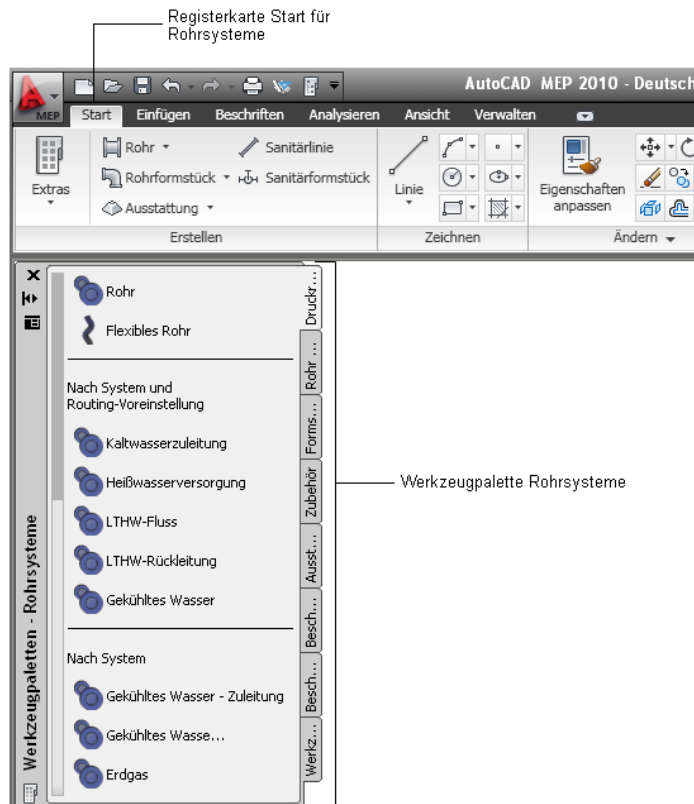 Registerkarte Start für
Rohrsysteme
AutoCAD MEP 2010 - Deutsch
MEP
Start Einfügen Beschriften Analysieren Ansicht Verwalten
Extras
Rohr
Sanitärlinie
Rohrformstück
Sanitärformstück
Ausstattung
Linie
Eigenschaften
anpassen
Erstellen
Zeichnen
Ändern
Rohr
Flexibles Rohr
Nach System und
Routing-Voreinstellung
Kaltwasserzuleitung
Heißwasserversorgung
LTHW-Fluss
LTHW-Rückleitung
Gekühltes Wasser
Nach System
Gekühltes Wasser - Zuleitung
Gekühltes Wasse...
Erdgas
Druckr...
Rohr ...
Forms...
Zubehör
Ausst...
Besch...
Besch...
Werkz...
Werkzeugpaletten - Rohrsysteme
Werkzeugpalette Rohrsysteme